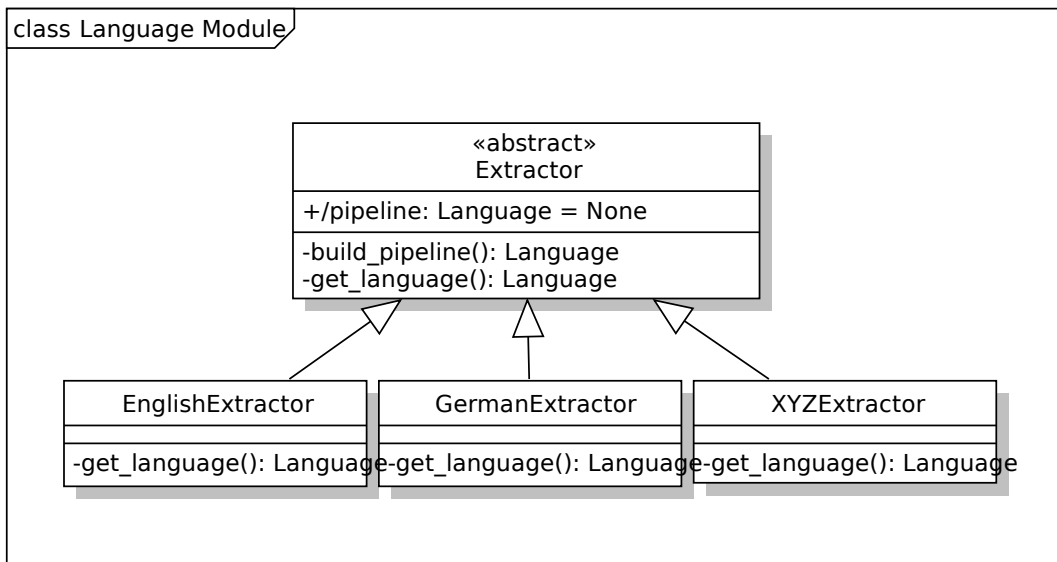 class Language Module
«abstract»
Extractor
+/pipeline: Language = None
-build_pipeline(): Language
-get_language(): Language
EnglishExtractor
-get_language(): Language
GermanExtractor
-get_language(): Language
XYZExtractor
-get_language(): Language